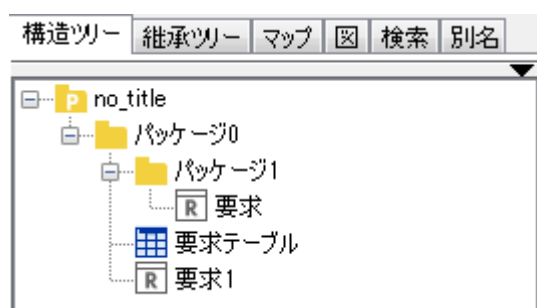 構造ツリー 継承ツリー マップ 図 検索 別名
no_title
パッケージ0
パッケージ1
要求
要求テーブル
要求1